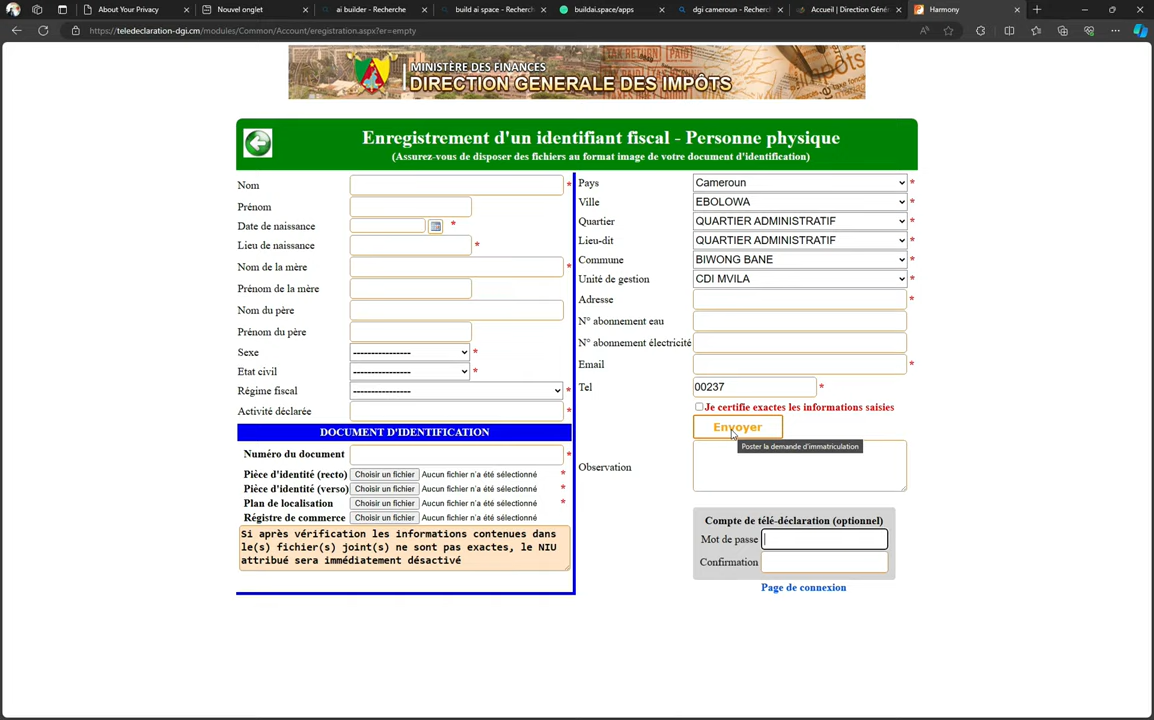 About Your Privacy
Nouvel onglet
ai builder - Recherche
build ai space - Recherch
buildai.space/apps
dgi cameroun - Recherch
Accueil | Direction Géné
Harmony
https://teledeclaration-dgi.cm/modules/Common/Account/eregistration.aspx?er=empty
MINISTÈRE DES FINANCES
DIRECTION GENERALE DES IMPÔTS
TAX RETURN
PAID
impôts
Enregistrement d'un identifiant fiscal - Personne physique
(Assurez-vous de disposer des fichiers au format image de votre document d'identification)
Nom *
Prénom
Date de naissance *
Lieu de naissance *
Nom de la mère *
Prénom de la mère
Nom du père
Prénom du père
Sexe ---------------- *
Etat civil ---------------- *
Régime fiscal ---------------- *
Activité déclarée *
DOCUMENT D'IDENTIFICATION
Numéro du document *
Pièce d'identité (recto) Choisir un fichier Aucun fichier n'a été sélectionné *
Pièce d'identité (verso) Choisir un fichier Aucun fichier n'a été sélectionné *
Plan de localisation Choisir un fichier Aucun fichier n'a été sélectionné *
Régistre de commerce Choisir un fichier Aucun fichier n'a été sélectionné
Si après vérification les informations contenues dans
le(s) fichier(s) joint(s) ne sont pas exactes, le NIU
attribué sera immédiatement désactivé
Pays Cameroun *
Ville EBOLOWA *
Quartier QUARTIER ADMINISTRATIF *
Lieu-dit QUARTIER ADMINISTRATIF *
Commune BIWONG BANE *
Unité de gestion CDI MVILA *
Adresse *
N° abonnement eau
N° abonnement électricité
Email *
Tel 00237 *
Je certifie exactes les informations saisies
Envoyer
Poster la demande d'immatriculation
Observation
Compte de télé-déclaration (optionnel)
Mot de passe
Confirmation
Page de connexion